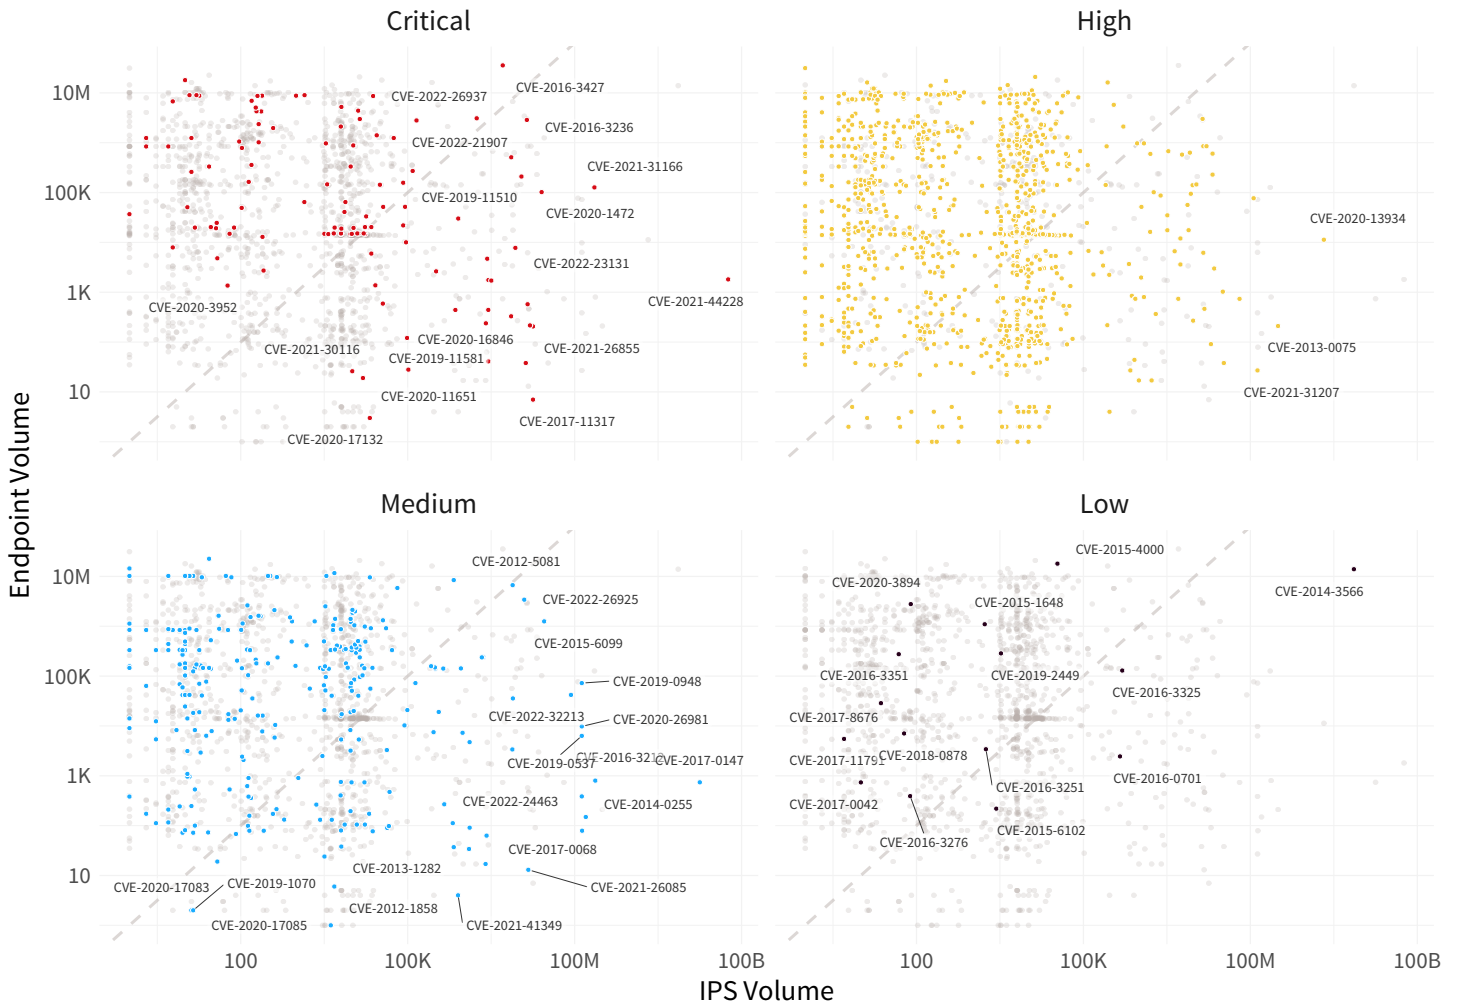 Critical
High
CVE-2016-3427
CVE-2022-26937
10M
CVE-2016-3236
CVE-2022-21907
CVE-2021-31166
100K
CVE-2019-11510
CVE-2020-1472
CVE-2020-13934
CVE-2022-23131
1K
CVE-2021-44228
CVE-2020-3952
CVE-2020-16846
CVE-2021-30116
CVE-2021-26855
CVE-2013-0075
CVE-2019-11581
10
CVE-2020-11651
CVE-2021-31207
CVE-2017-11317
CVE-2020-17132
Endpoint Volume
Medium
Low
CVE-2012-5081
CVE-2015-4000
10M
CVE-2020-3894
CVE-2014-3566
CVE-2022-26925
CVE-2015-1648
CVE-2015-6099
100K
CVE-2019-0948
CVE-2016-3351
CVE-2019-2449
CVE-2016-3325
CVE-2022-32213
CVE-2020-26981
CVE-2017-8676
CVE-2019-0537
CVE-2017-0147
CVE-2018-0878
1K
CVE-2016-3251
CVE-2016-0701
CVE-2022-24463
CVE-2014-0255
CVE-2017-0042
CVE-2015-6102
CVE-2016-3276
CVE-2017-0068
CVE-2013-1282
10
CVE-2020-17083
CVE-2019-1070
CVE-2021-26085
CVE-2012-1858
CVE-2020-17085
CVE-2021-41349
100
100K
100M
100B
100
100K
100M
100B
IPS Volume